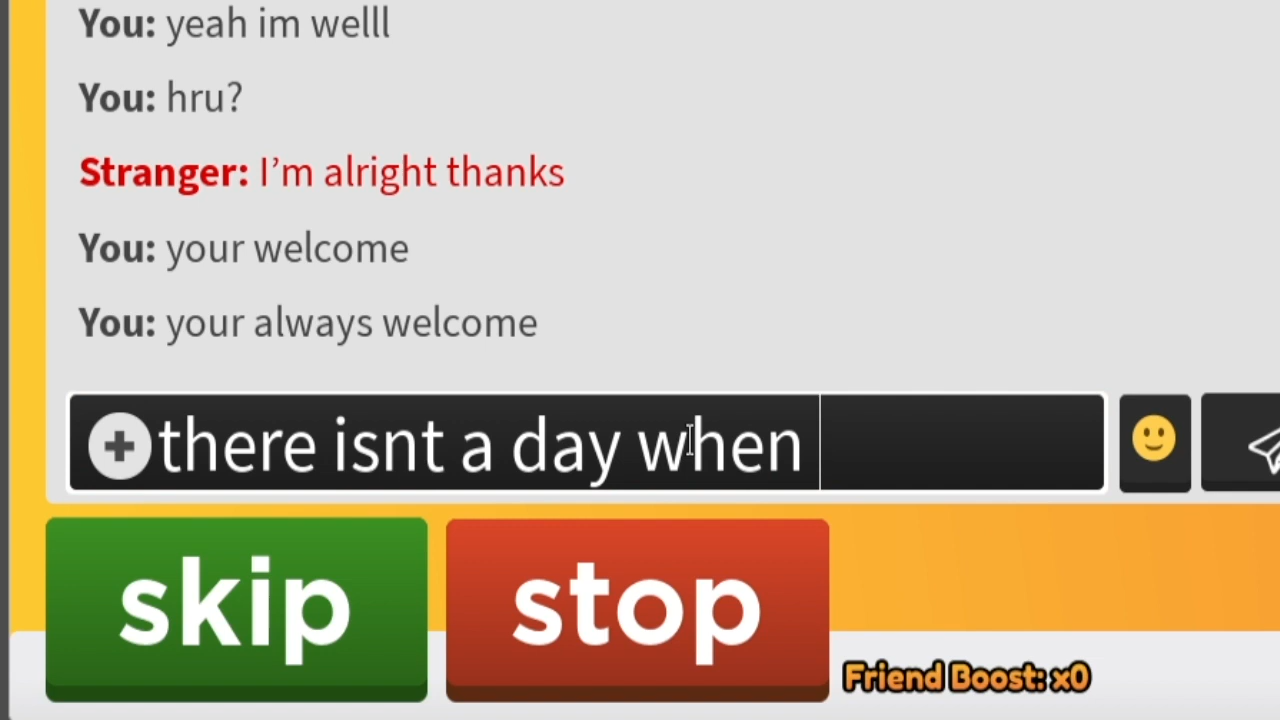 You: yeah im welll
You: hru?
Stranger: I’m alright thanks
You: your welcome
You: your always welcome
there isnt a day when
skip
stop
Friend Boost: x0